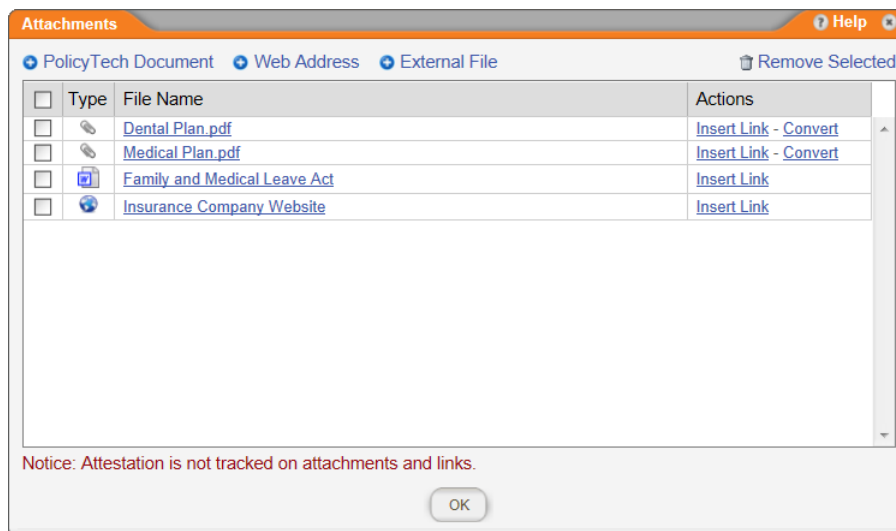 Attachments Help
PolicyTech Document Web Address External File Remove Selected
Type File Name Actions
Dental Plan.pdf Insert Link - Convert
Medical Plan.pdf Insert Link - Convert
Family and Medical Leave Act Insert Link
Insurance Company Website Insert Link
Notice: Attestation is not tracked on attachments and links.
OK